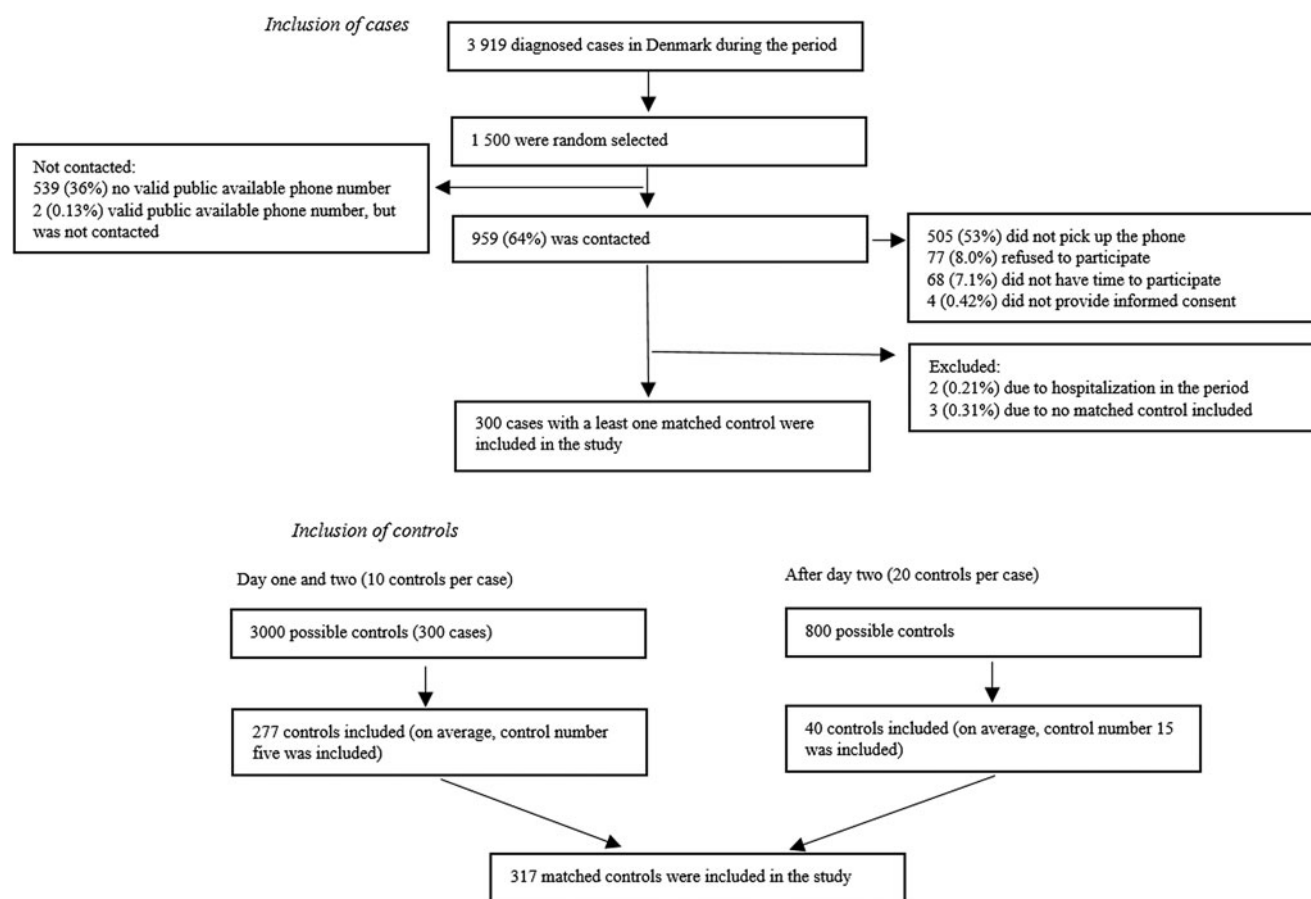 Inclusion of cases
3 919 diagnosed cases in Denmark during the period
1 500 were random selected
Not contacted:
539 (36%) no valid public available phone number
2 (0.13%) valid public available phone number, but
was not contacted
959 (64%) was contacted
505 (53%) did not pick up the phone
77 (8.0%) refused to participate
68 (7.1%) did not have time to participate
4 (0.42%) did not provide informed consent
Excluded:
2 (0.21%) due to hospitalization in the period
3 (0.31%) due to no matched control included
300 cases with a least one matched control were
included in the study
Inclusion of controls
Day one and two (10 controls per case)
After day two (20 controls per case)
3000 possible controls (300 cases)
800 possible controls
277 controls included (on average, control number
five was included)
40 controls included (on average, control number 15
was included)
317 matched controls were included in the study